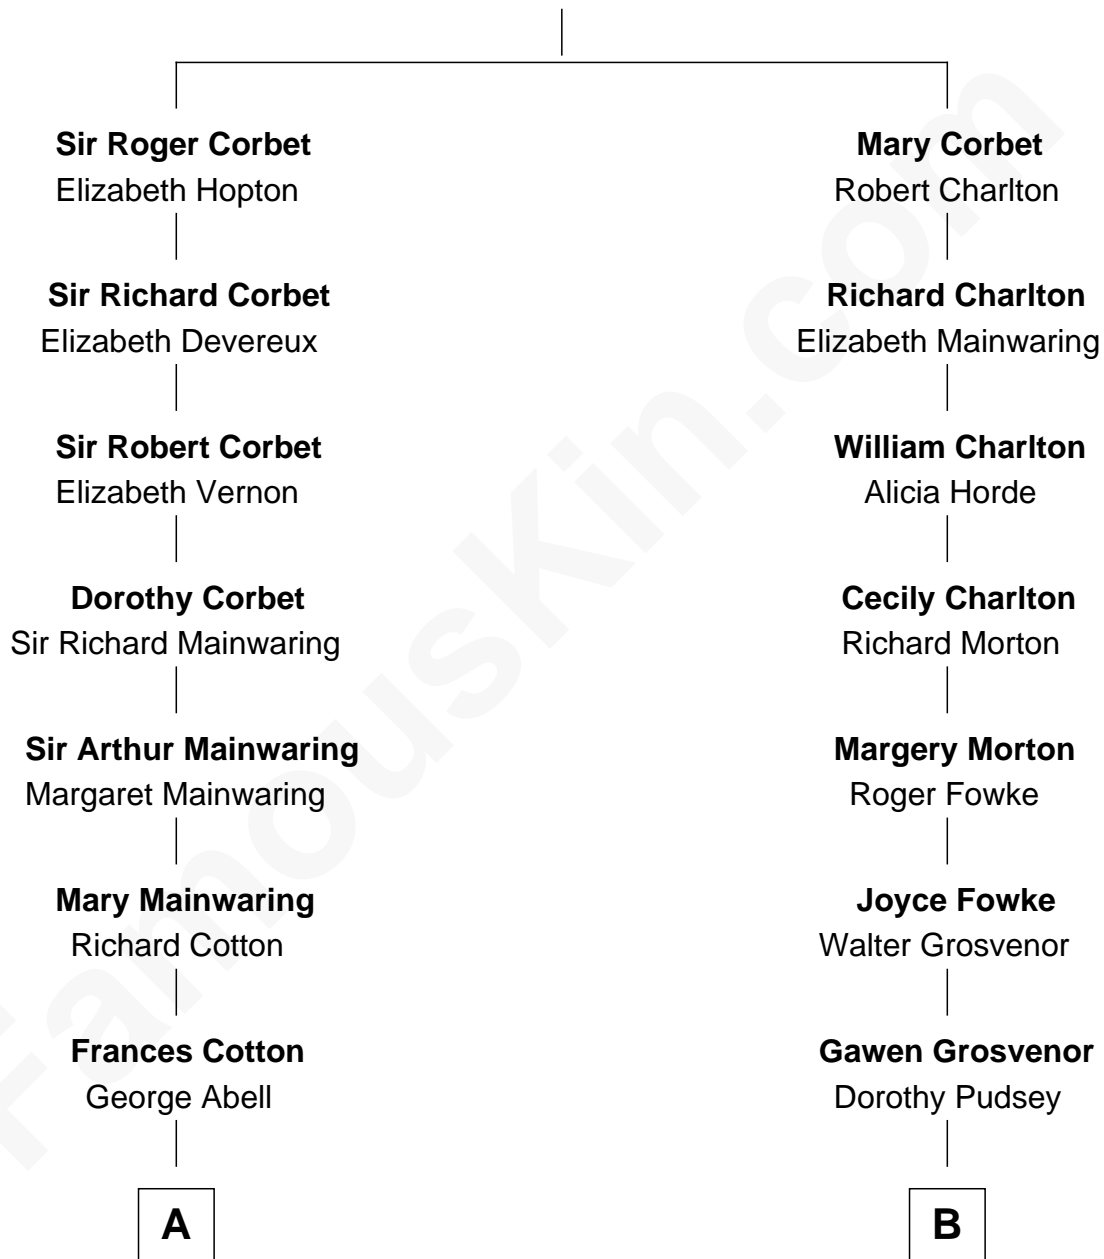 Sir Roger Corbet
Elizabeth Hopton
Sir Richard Corbet
Elizabeth Devereux
Sir Robert Corbet
Elizabeth Vernon
Dorothy Corbet
Sir Richard Mainwaring
Sir Arthur Mainwaring
Margaret Mainwaring
Mary Mainwaring
Richard Cotton
Frances Cotton
George Abell
A
Mary Corbet
Robert Charlton
Richard Charlton
Elizabeth Mainwaring
William Charlton
Alicia Horde
Cecily Charlton
Richard Morton
Margery Morton
Roger Fowke
Joyce Fowke
Walter Grosvenor
Gawen Grosvenor
Dorothy Pudsey
B
FamousKin.com